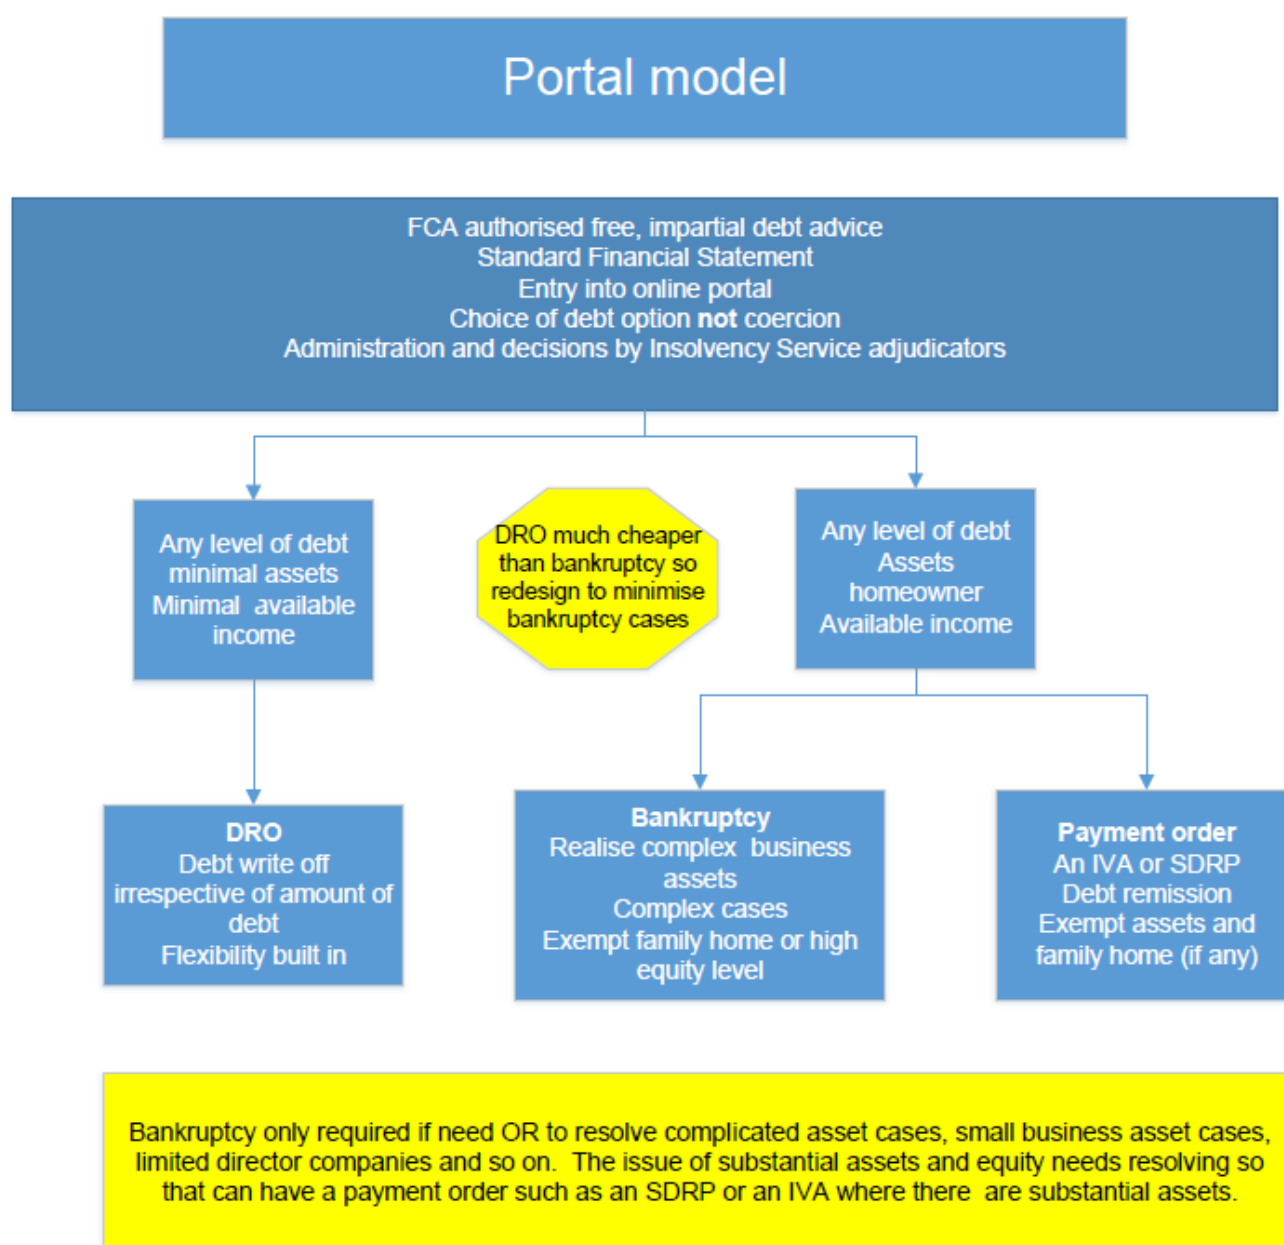 Portal model
FCA authorised free, impartial debt advice
Standard Financial Statement
Entry into online portal
Choice of debt option not coercion
Administration and decisions by Insolvency Service adjudicators
Any level of debt
minimal assets
Minimal available
income
DRO much cheaper
than bankruptcy so
redesign to minimise
bankruptcy cases
Any level of debt
Assets
homeowner
Available income
DRO
Debt write off
irrespective of amount of
debt
Flexibility built in
Bankruptcy
Realise complex business
assets
Complex cases
Exempt family home or high
equity level
Payment order
An IVA or SDRP
Debt remission
Exempt assets and
family home (if any)
Bankruptcy only required if need OR to resolve complicated asset cases, small business asset cases,
limited director companies and so on. The issue of substantial assets and equity needs resolving so
that can have a payment order such as an SDRP or an IVA where there are substantial assets.